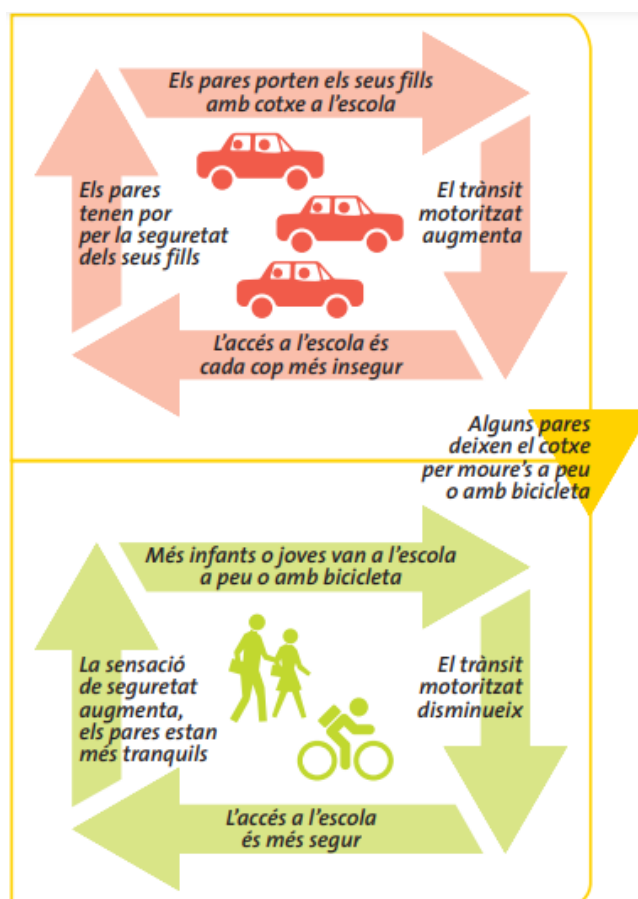 Els pares porten els seus fills
amb cotxe a l’escola
Els pares
tenen por
per la seguretat
dels seus fills
El trànsit
motoritzat
augmenta
L’accés a l’escola és
cada cop més insegur
Alguns pares
deixen el cotxe
per moure’s a peu
o amb bicicleta
Més infants o joves van a l’escola
a peu o amb bicicleta
La sensació
de seguretat
augmenta,
els pares estan
més tranquils
El trànsit
motoritzat
disminueix
L’accés a l’escola
és més segur